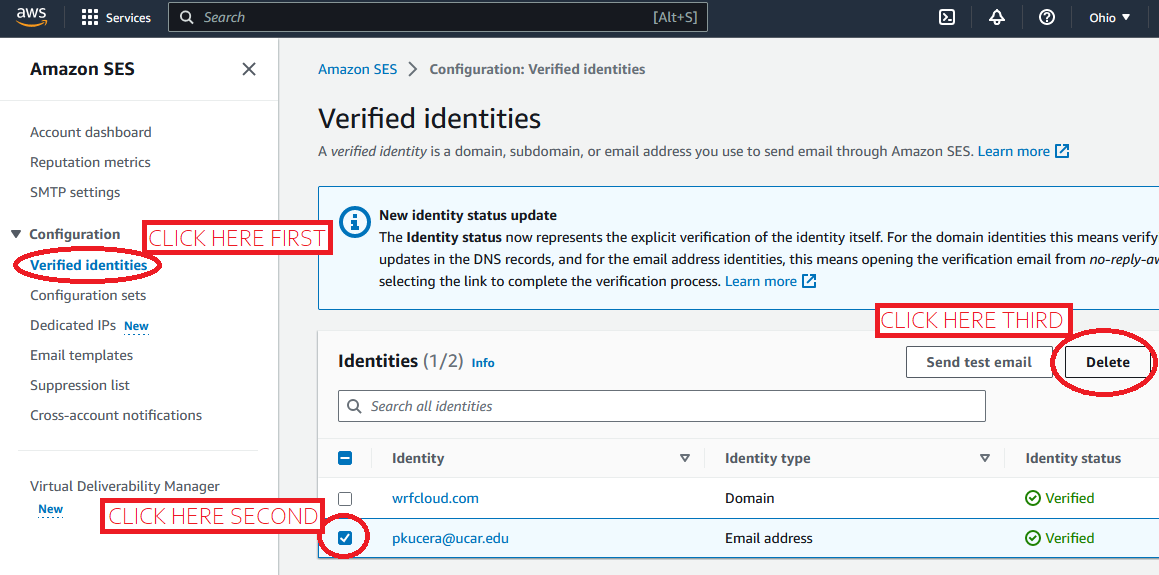 aws
Services
Search
[Alt+S]
Ohio
Amazon SES
Account dashboard
Reputation metrics
SMTP settings
Configuration
CLICK HERE FIRST
Verified identities
Configuration sets
Dedicated IPs New
Email templates
Suppression list
Cross-account notifications
Virtual Deliverability Manager
New
Amazon SES > Configuration: Verified identities
Verified identities
A verified identity is a domain, subdomain, or email address you use to send email through Amazon SES. Learn more
New identity status update
The Identity status now represents the explicit verification of the identity itself. For the domain identities this means verify
updates in the DNS records, and for the email address identities, this means opening the verification email from no-reply-aw
selecting the link to complete the verification process. Learn more
CLICK HERE THIRD
Identities (1/2) Info
Send test email
Delete
Search all identities
Identity
Identity type
Identity status
wrfcloud.com
Domain
Verified
CLICK HERE SECOND
pkucera@ucar.edu
Email address
Verified